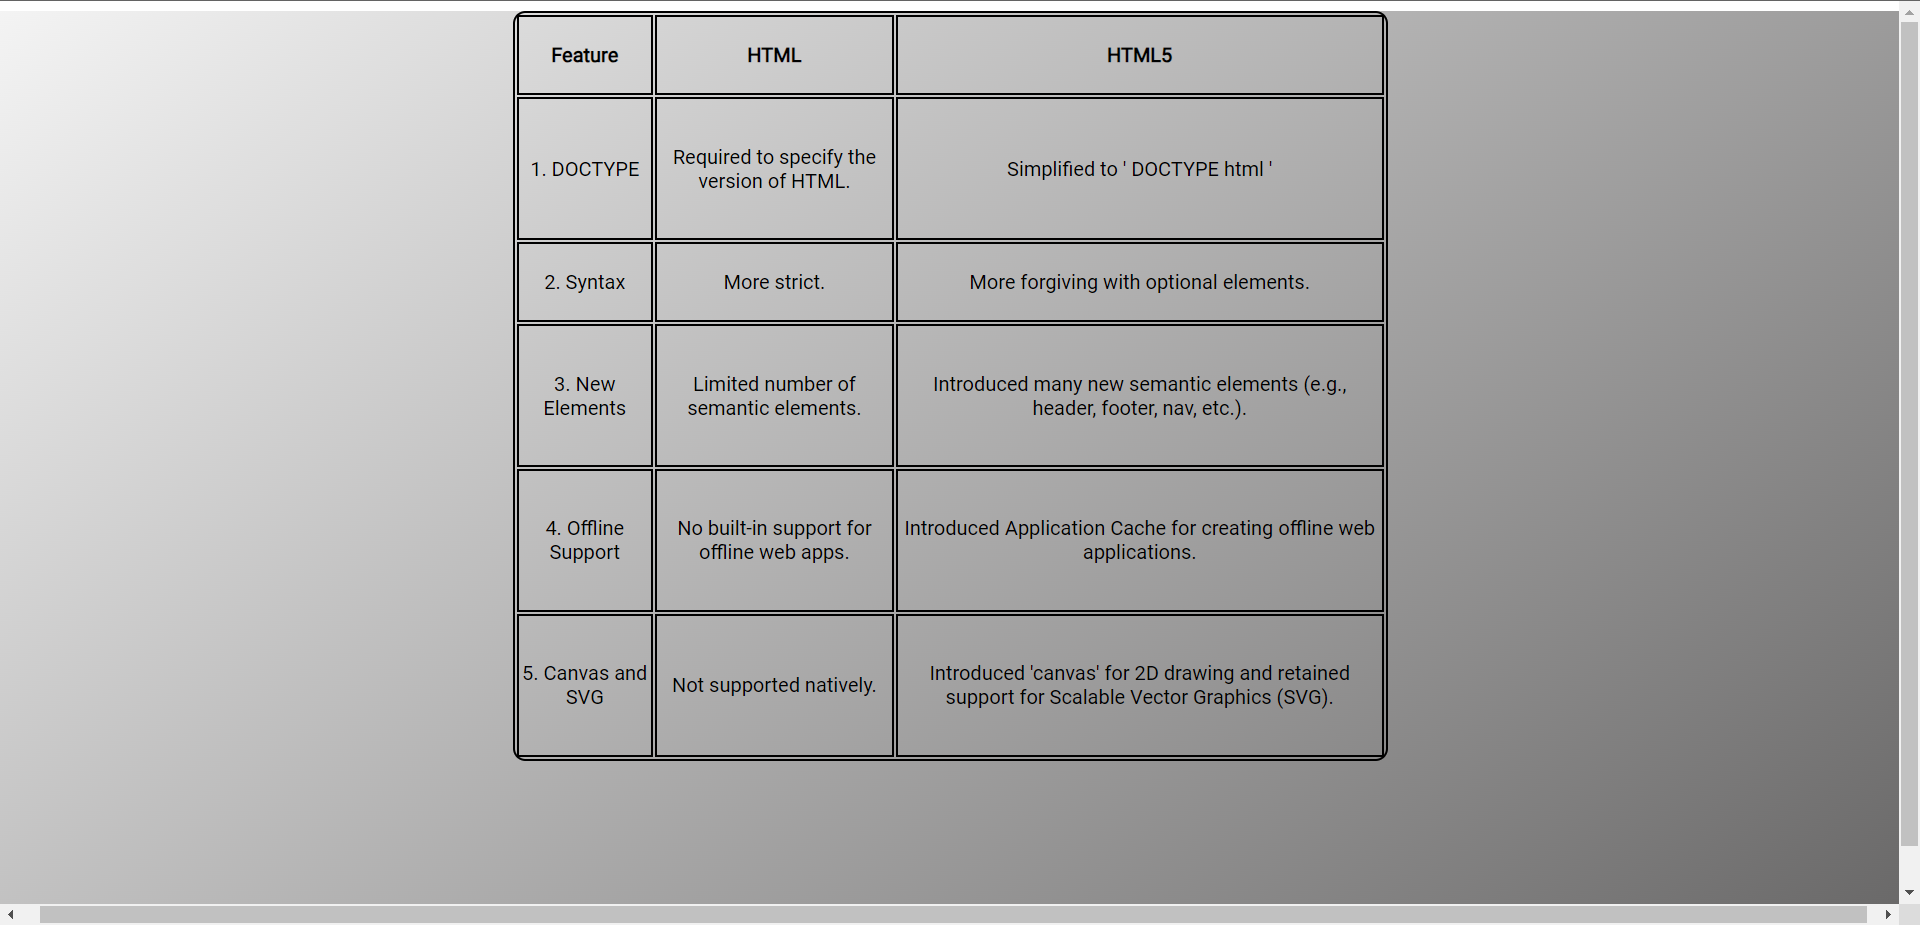 Feature
HTML
HTML5
1. DOCTYPE
Required to specify the
version of HTML.
Simplified to ' DOCTYPE html '
2. Syntax
More strict.
More forgiving with optional elements.
3. New
Elements
Limited number of
semantic elements.
Introduced many new semantic elements (e.g.,
header, footer, nav, etc.).
4. Offline
Support
No built-in support for
offline web apps.
Introduced Application Cache for creating offline web
applications.
5. Canvas and
SVG
Not supported natively.
Introduced 'canvas' for 2D drawing and retained
support for Scalable Vector Graphics (SVG).